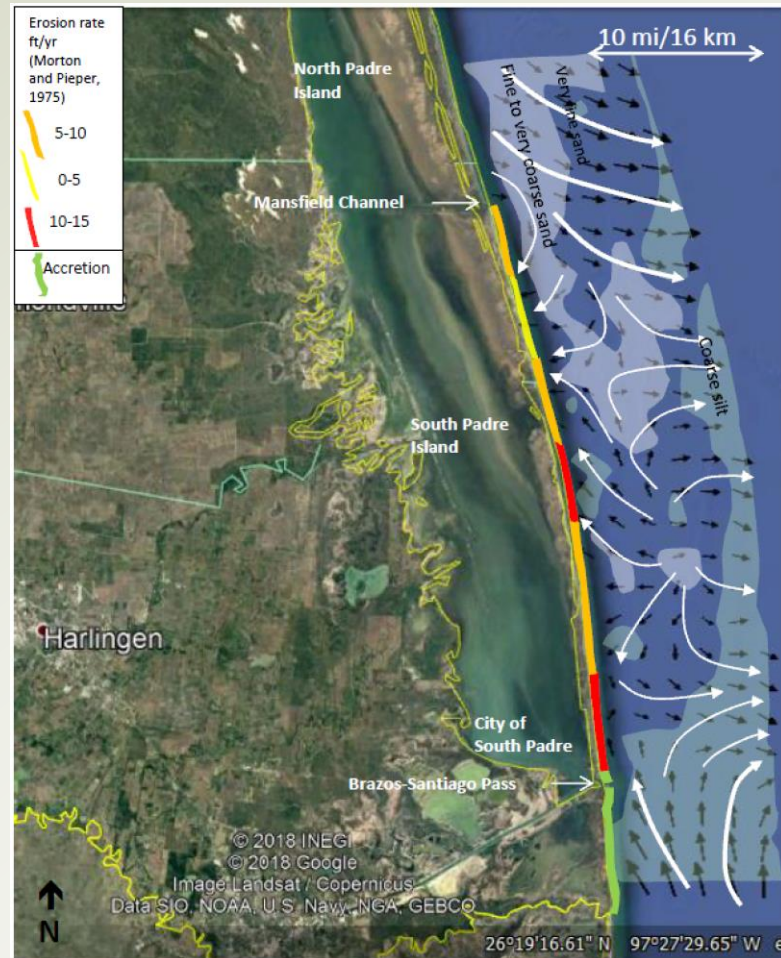 Erosion rate
ft/yr
(Morton
and Pieper,
1975)
5-10
0-5
10-15
Accretion
10 mi/16 km
North Padre
Island
Fine to very coarse sand
Very fine sand
Mansfield Channel
Coarse silt
South Padre
Island
Harlingen
City of
South Padre
Brazos-Santiago Pass
© 2018 INEGI
© 2018 Google
Image Landsat / Copernicus
Data SIO, NOAA, U.S. Navy, NGA, GEBCO
N
26°19'16.61" N 97°27'29.65" W e